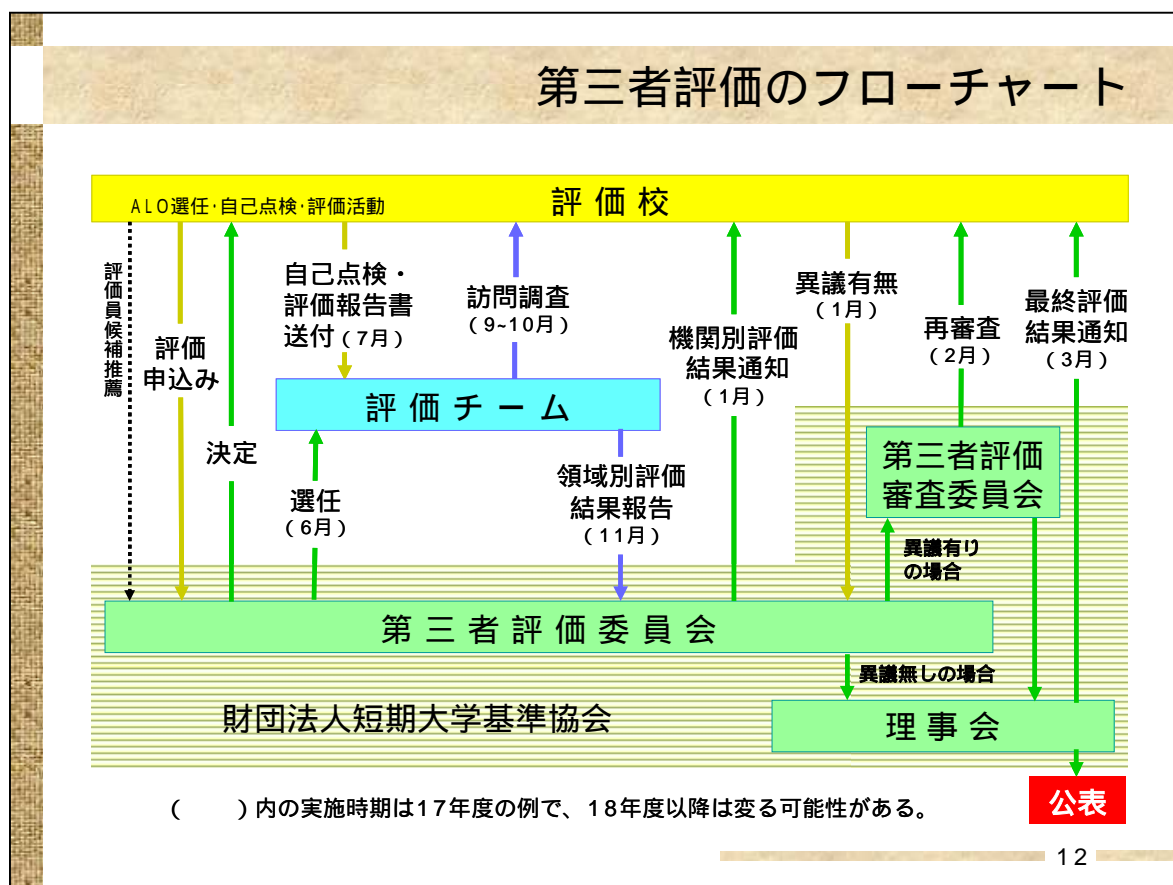 第三者評価のフローチャート
ALO選任･自己点検･評価活動
評価校
評価員候補推薦
評価
申込み
決定
自己点検・
評価報告書
送付（7月）
訪問調査
（9~10月）
機関別評価
結果通知
（1月）
異議有無
（1月）
再審査
（2月）
最終評価
結果通知
（3月）
評価チーム
選任
（6月）
領域別評価
結果報告
（11月）
第三者評価
審査委員会
異議有り
の場合
第三者評価委員会
異議無しの場合
財団法人短期大学基準協会
理事会
公表
（　　）内の実施時期は17年度の例で、18年度以降は変る可能性がある。
12